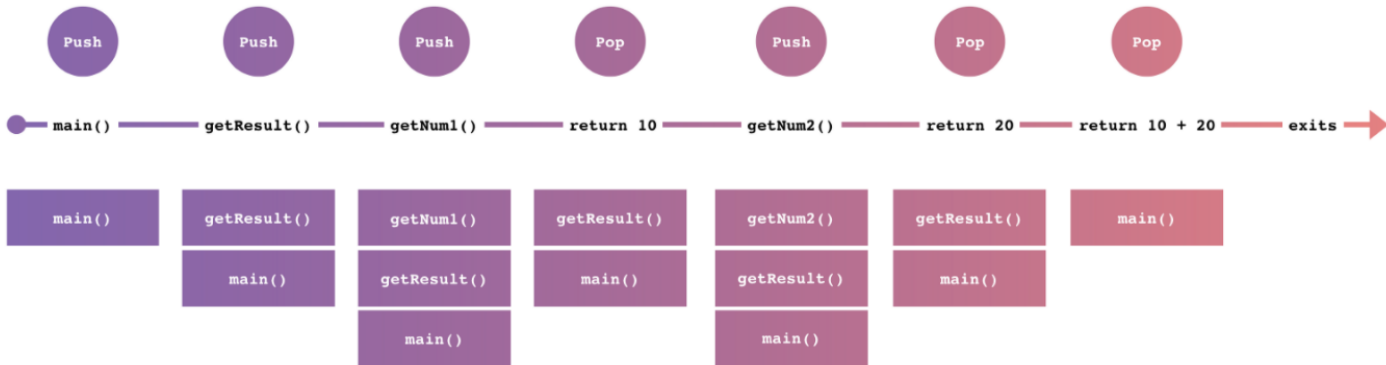 Push Push Push Pop Push Pop Pop
main() getResult() getNum1() return 10 getNum2() return 20 return 10 + 20 exits
main() getResult() getNum1() getResult() getNum2() getResult() main()
main() getResult() main() getResult() main()
main() main()